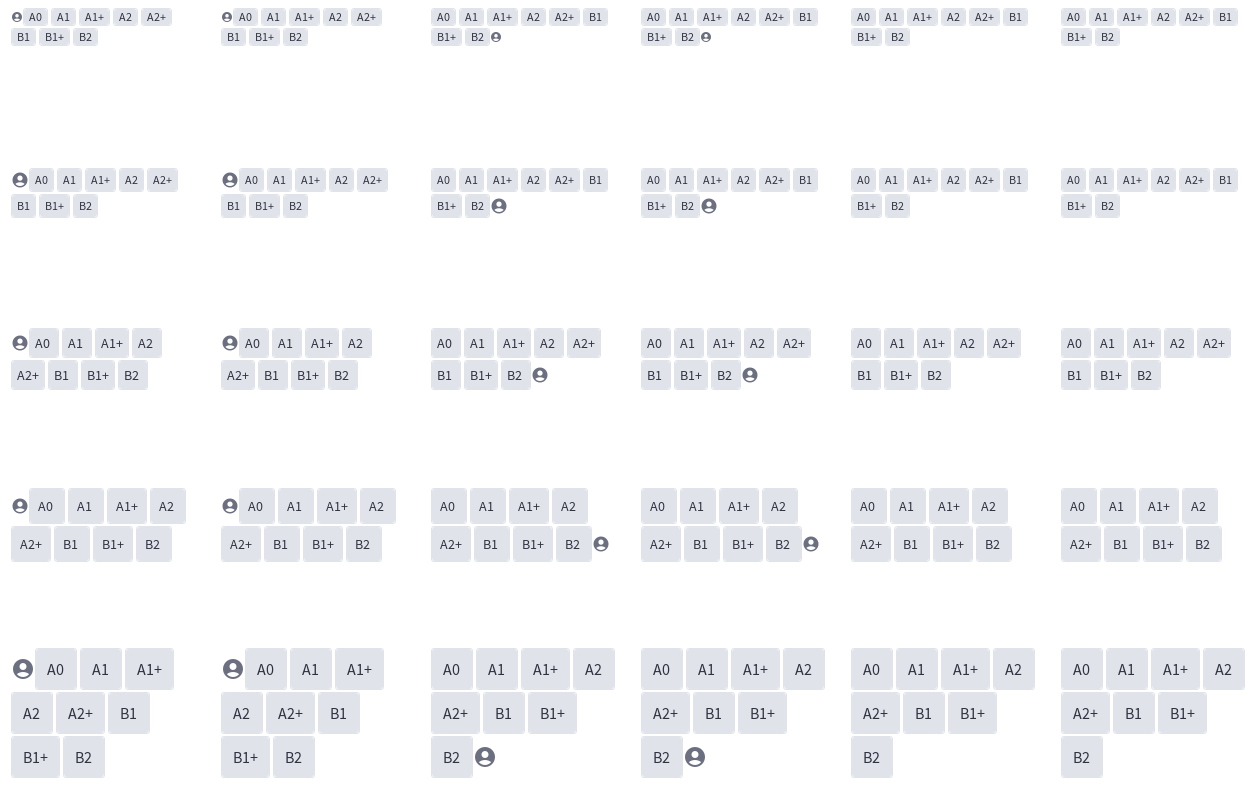 A0 A1 A1+ A2 A2+ A0 A1 A1+ A2 A2+ A0 A1 A1+ A2 A2+ B1 A0 A1 A1+ A2 A2+ B1 A0 A1 A1+ A2 A2+ B1 A0 A1 A1+ A2 A2+ B1
B1 B1+ B2 B1 B1+ B2 B1+ B2 B1+ B2 B1+ B2 B1+ B2
A0 A1 A1+ A2 A2+ A0 A1 A1+ A2 A2+ A0 A1 A1+ A2 A2+ B1 A0 A1 A1+ A2 A2+ B1 A0 A1 A1+ A2 A2+ B1 A0 A1 A1+ A2 A2+ B1
B1 B1+ B2 B1 B1+ B2 B1+ B2 B1+ B2 B1+ B2 B1+ B2
A0 A1 A1+ A2 A0 A1 A1+ A2 A0 A1 A1+ A2 A2+ A0 A1 A1+ A2 A2+ A0 A1 A1+ A2 A2+ A0 A1 A1+ A2 A2+
A2+ B1 B1+ B2 A2+ B1 B1+ B2 B1 B1+ B2 B1 B1+ B2 B1 B1+ B2 B1 B1+ B2
A0 A1 A1+ A2 A0 A1 A1+ A2 A0 A1 A1+ A2 A0 A1 A1+ A2 A0 A1 A1+ A2 A0 A1 A1+ A2
A2+ B1 B1+ B2 A2+ B1 B1+ B2 A2+ B1 B1+ B2 A2+ B1 B1+ B2 A2+ B1 B1+ B2 A2+ B1 B1+ B2
A0 A1 A1+ A0 A1 A1+ A0 A1 A1+ A2 A0 A1 A1+ A2 A0 A1 A1+ A2 A0 A1 A1+ A2
A2 A2+ B1 A2 A2+ B1 A2+ B1 B1+ A2+ B1 B1+ A2+ B1 B1+ A2+ B1 B1+
B1+ B2 B1+ B2 B2 B2 B2 B2